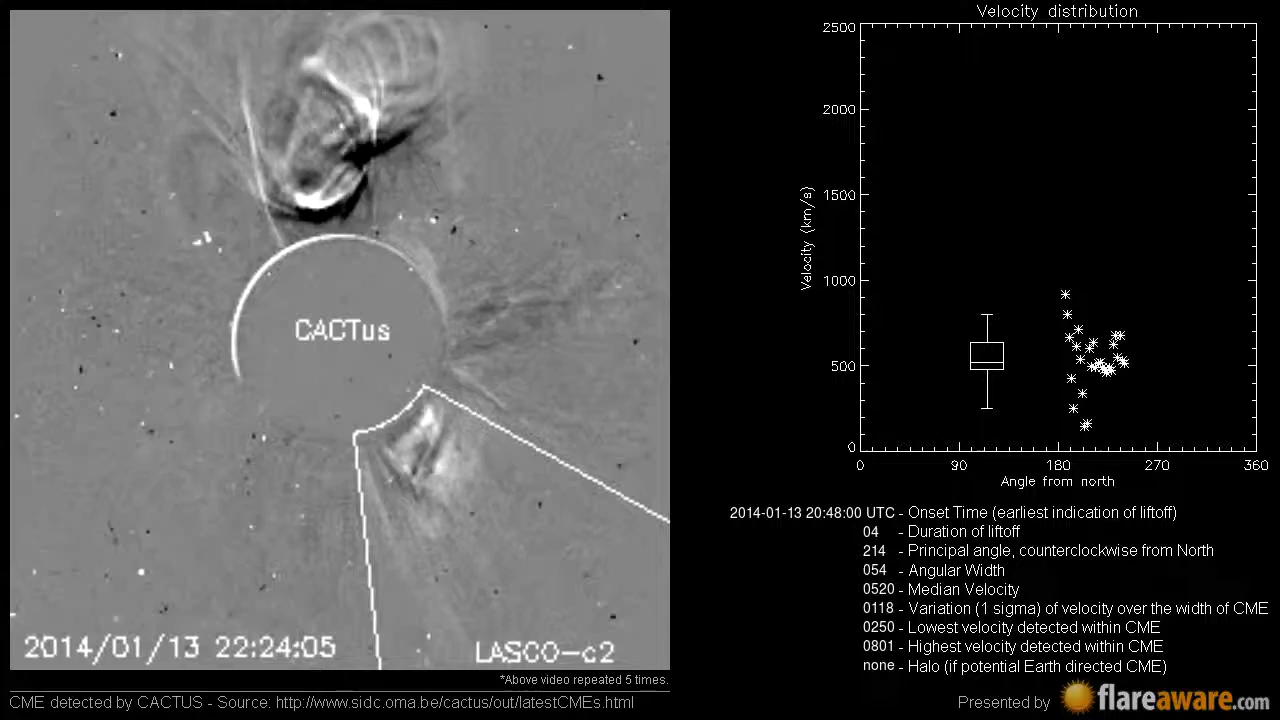 Velocity distribution
2500
2000
1500
1000
500
0
Velocity (km/s)
0 90 180 270 360
Angle from north
CACTus
2014/01/13 22:24:05 LASCO-c2
*Above video repeated 5 times.
CME detected by CACTUS - Source: http://www.sidc.oma.be/cactus/out/latestCMEs.html
2014-01-13 20:48:00 UTC - Onset Time (earliest indication of liftoff)
04 - Duration of liftoff
214 - Principal angle, counterclockwise from North
054 - Angular Width
0520 - Median Velocity
0118 - Variation (1 sigma) of velocity over the width of CME
0250 - Lowest velocity detected within CME
0801 - Highest velocity detected within CME
none - Halo (if potential Earth directed CME)
Presented by flareaware.com